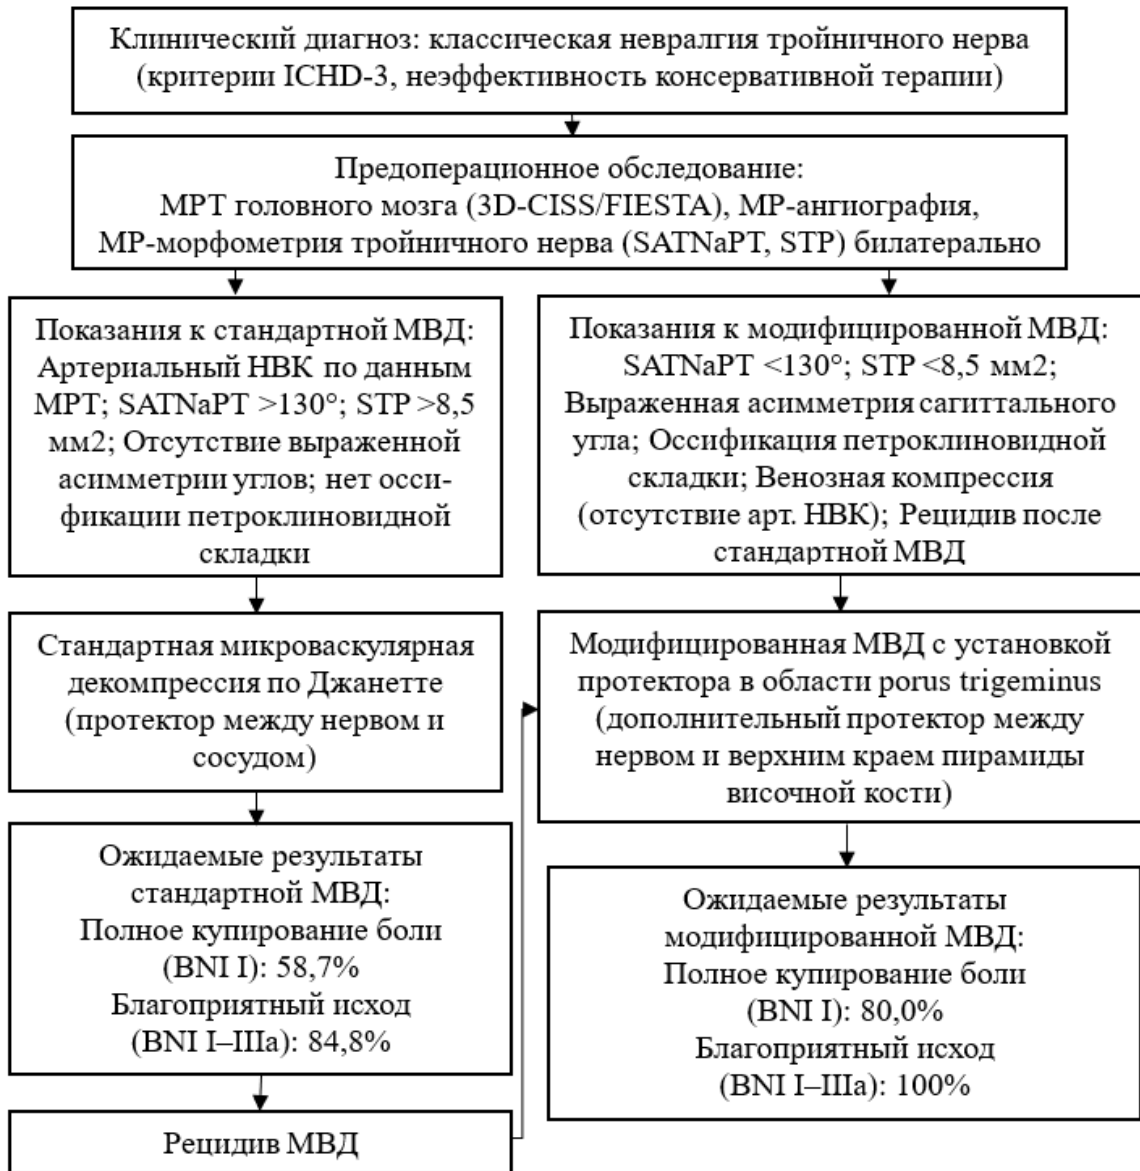 Клинический диагноз: классическая невралгия тройничного нерва
(критерии ICHD-3, неэффективность консервативной терапии)
Предоперационное обследование:
МРТ головного мозга (3D-CISS/FIESTA), МР-ангиография,
МР-морфометрия тройничного нерва (SATNaPT, STP) билатерально
Показания к стандартной МВД:
Артериальный НВК по данным
МРТ; SATNaPT >130°; STP >8,5
мм2; Отсутствие выраженной
асимметрии углов; нет осси-
фикации петроклиновидной
складки
Стандартная микроваскулярная
декомпрессия по Джанетте
(протектор между нервом и
сосудом)
Ожидаемые результаты
стандартной МВД:
Полное купирование боли
(BNI I): 58,7%
Благоприятный исход
(BNI I–IIIa): 84,8%
Рецидив МВД
Показания к модифицированной МВД:
SATNaPT <130°; STP <8,5 мм2;
Выраженная асимметрия сагиттального
угла; Оссификация петроклиновидной
складки; Венозная компрессия
(отсутствие арт. НВК); Рецидив после
стандартной МВД
Модифицированная МВД с установкой
протектора в области porus trigeminus
(дополнительный протектор между
нервом и верхним краем пирамиды
височной кости)
Ожидаемые результаты
модифицированной МВД:
Полное купирование боли
(BNI I): 80,0%
Благоприятный исход
(BNI I–IIIa): 100%